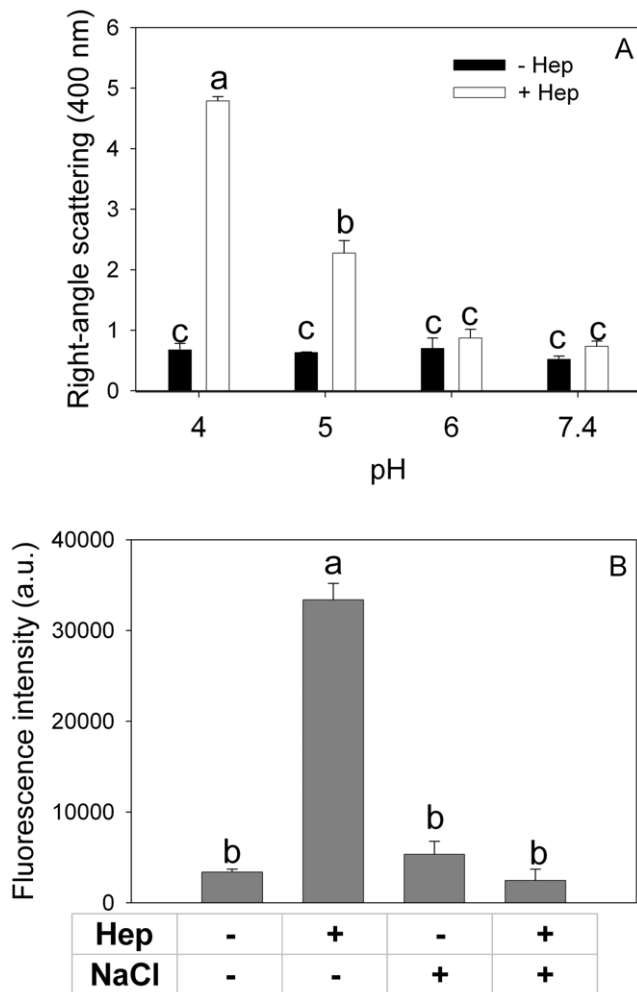 A
- Hep
+ Hep
Right-angle scattering (400 nm)
6
5
4
3
2
1
0
a
b
c c c c c c
4 5 6 7.4
pH
B
Fluorescence intensity (a.u.)
40000
30000
20000
10000
0
a
b b b
Hep - + - +
NaCl - - + +